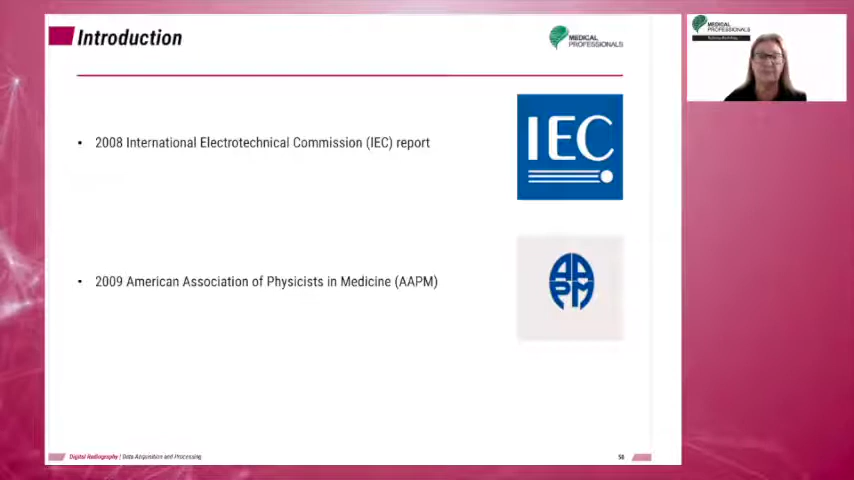 Introduction
MEDICAL
PROFESSIONALS
MEDICAL
PROFESSIONALS
• 2008 International Electrotechnical Commission (IEC) report
IEC
• 2009 American Association of Physicists in Medicine (AAPM)
AAPM
Digital Radiography | Data Acquisition and Processing
50